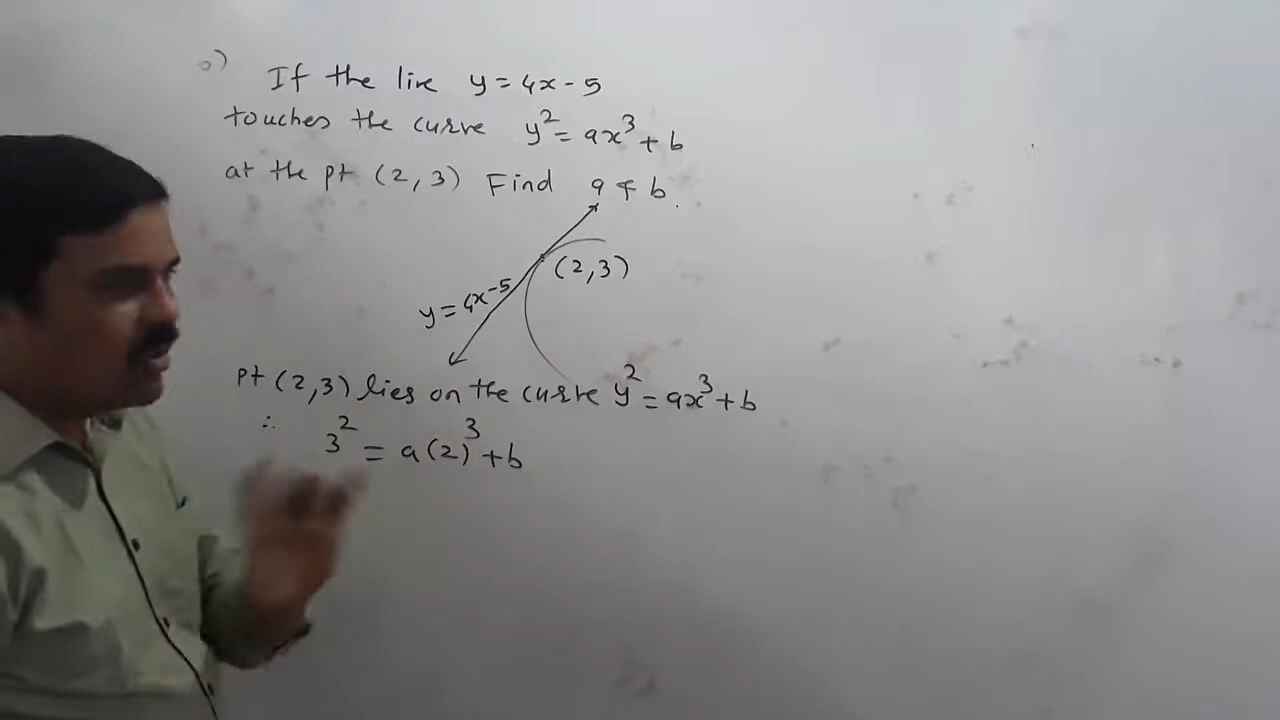 o) If the line y = 4x - 5
touches the curve y² = ax³ + b
at the pt (2, 3) Find a & b.
(2, 3)
y = 4x - 5
pt (2, 3) lies on the curve y² = ax³ + b
∴ 3² = a(2)³ + b